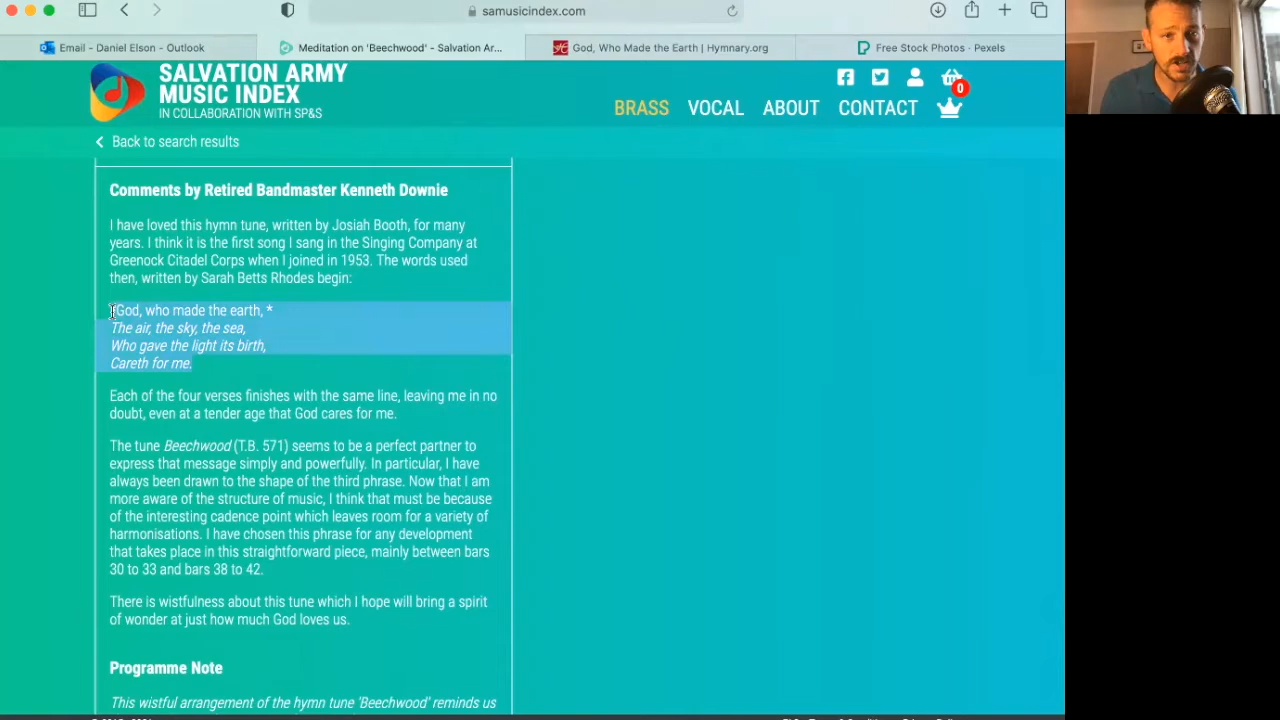 samusicindex.com
Email - Daniel Elson - Outlook
Meditation on 'Beechwood' - Salvation Ar...
God, Who Made the Earth | Hymnary.org
Free Stock Photos - Pexels
SALVATION ARMY
MUSIC INDEX
IN COLLABORATION WITH SP&S
0
BRASS
VOCAL
ABOUT
CONTACT
Back to search results
Comments by Retired Bandmaster Kenneth Downie
I have loved this hymn tune, written by Josiah Booth, for many
years. I think it is the first song I sang in the Singing Company at
Greenock Citadel Corps when I joined in 1953. The words used
then, written by Sarah Betts Rhodes begin:
*God, who made the earth, *
The air, the sky, the sea,
Who gave the light its birth,
Careth for me.
Each of the four verses finishes with the same line, leaving me in no
doubt, even at a tender age that God cares for me.
The tune Beechwood (T.B. 571) seems to be a perfect partner to
express that message simply and powerfully. In particular, I have
always been drawn to the shape of the third phrase. Now that I am
more aware of the structure of music, I think that must be because
of the interesting cadence point which leaves room for a variety of
harmonisations. I have chosen this phrase for any development
that takes place in this straightforward piece, mainly between bars
30 to 33 and bars 38 to 42.
There is wistfulness about this tune which I hope will bring a spirit
of wonder at just how much God loves us.
Programme Note
This wistful arrangement of the hymn tune 'Beechwood' reminds us